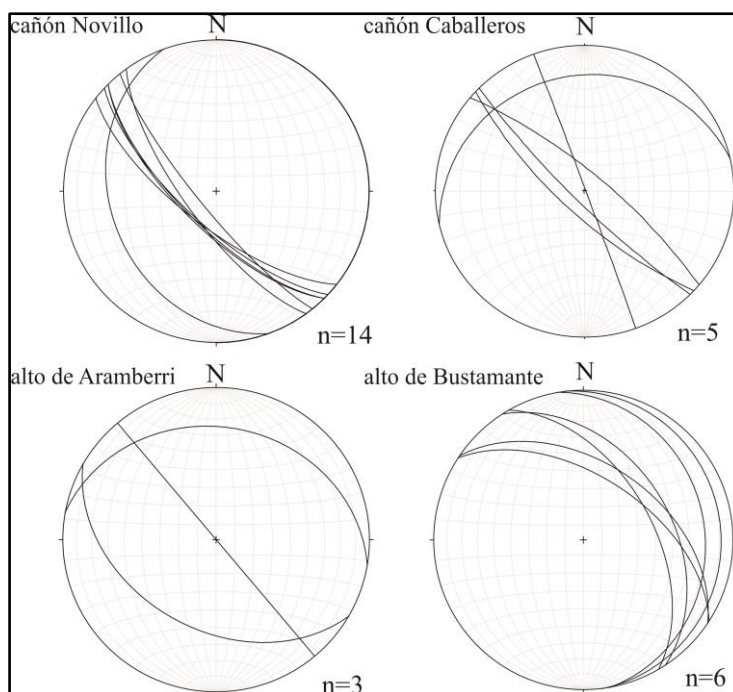 cañón Novillo
N
n=14
cañón Caballeros
N
n=5
alto de Aramberri
N
n=3
alto de Bustamante
N
n=6